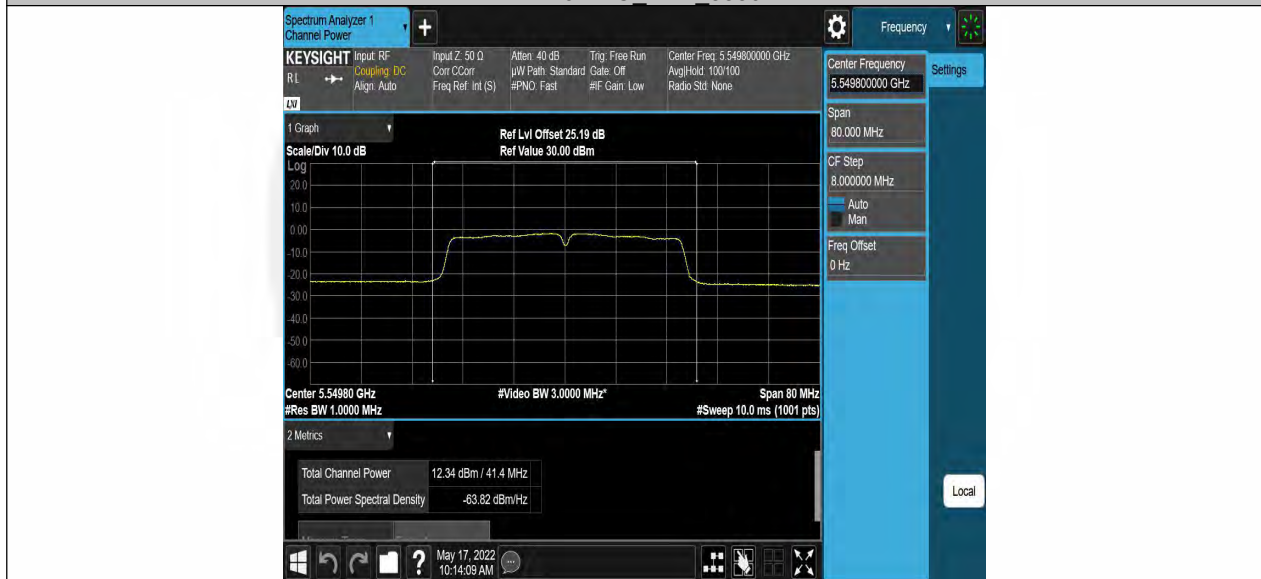 Spectrum Analyzer 1
Channel Power
+
Frequency
KEYSIGHT
RL
LXI
Input: RF
Coupling: DC
Align: Auto
Input Z: 50 Ω
Corr CCorr
Freq Ref: Int (S)
Atten: 40 dB
µW Path: Standard
#PNO: Fast
Trig: Free Run
Gate: Off
#IF Gain: Low
Center Freq: 5.549800000 GHz
Avg|Hold: 100/100
Radio Std: None
Center Frequency
5.549800000 GHz
Settings
Span
80.000 MHz
CF Step
8.000000 MHz
Auto
Man
Freq Offset
0 Hz
Local
1 Graph
Scale/Div 10.0 dB
Ref Lvl Offset 25.19 dB
Ref Value 30.00 dBm
Log
20.0
10.0
0.00
-10.0
-20.0
-30.0
-40.0
-50.0
-60.0
Center 5.54980 GHz
#Video BW 3.0000 MHz*
Span 80 MHz
#Res BW 1.0000 MHz
#Sweep 10.0 ms (1001 pts)
2 Metrics
Total Channel Power 12.34 dBm / 41.4 MHz
Total Power Spectral Density -63.82 dBm/Hz
?
May 17, 2022
10:14:09 AM